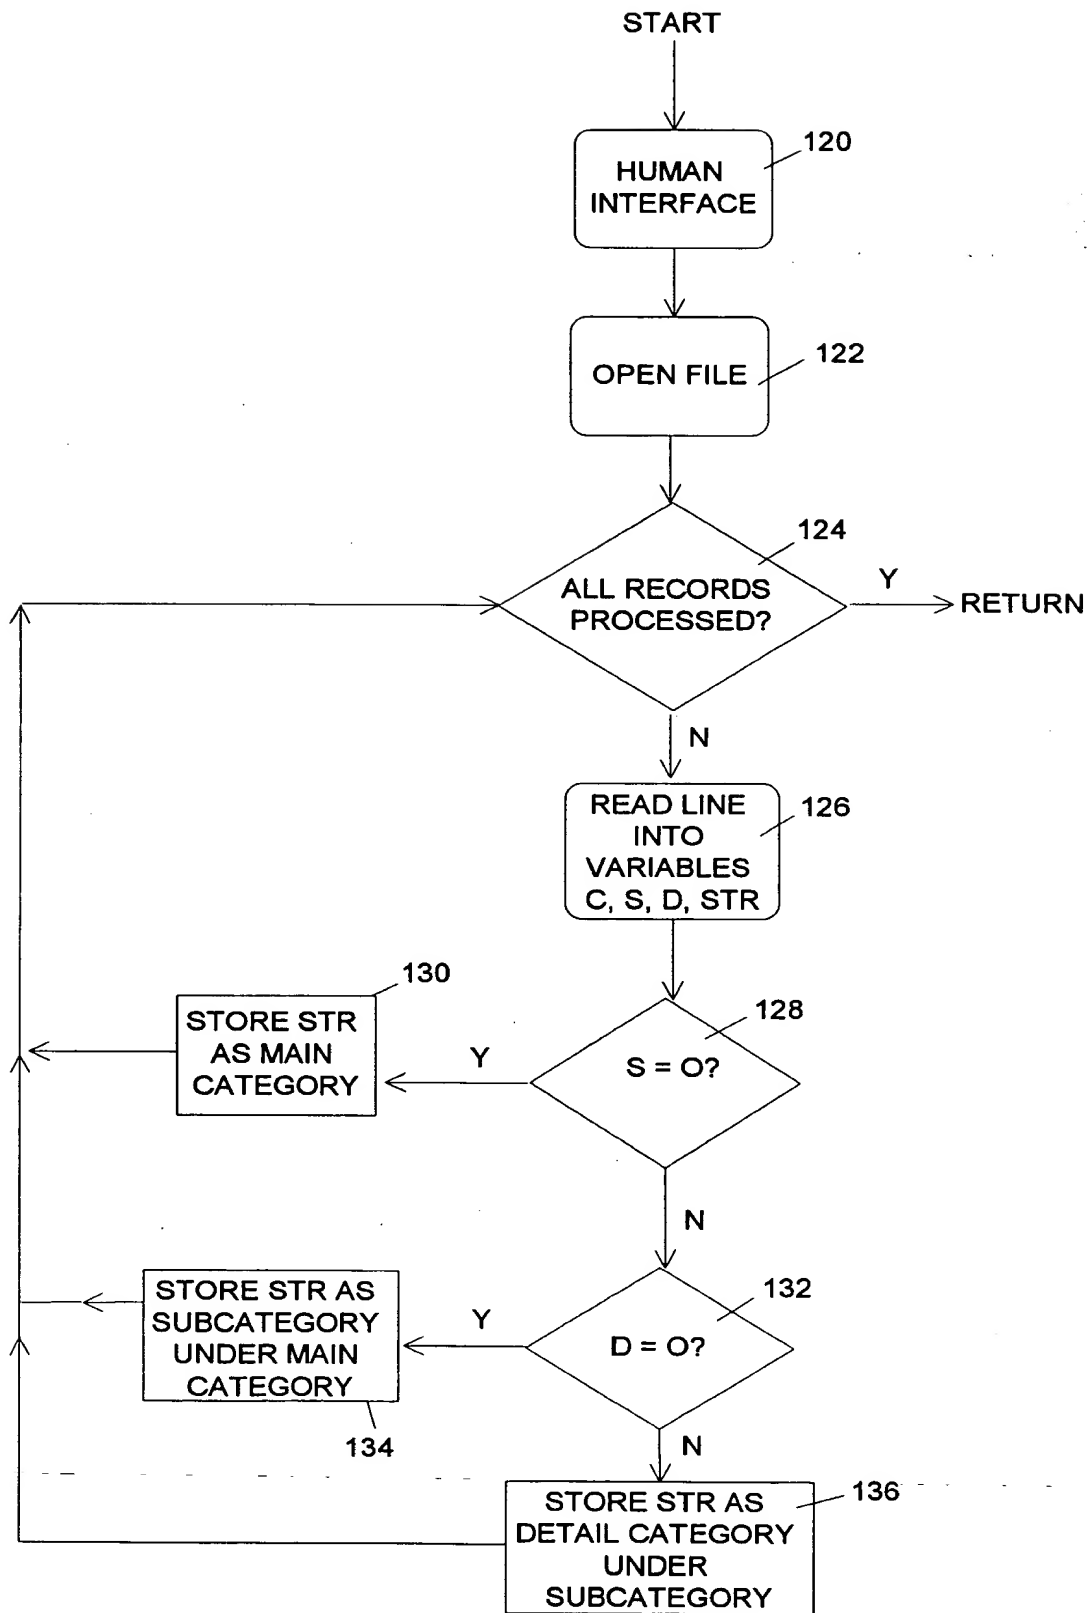 START
120
HUMAN
INTERFACE
122
OPEN FILE
124
ALL RECORDS
PROCESSED?
Y
RETURN
N
READ LINE
INTO
VARIABLES
C, S, D, STR
126
130
STORE STR
AS MAIN
CATEGORY
Y
128
S = O?
N
STORE STR AS
SUBCATEGORY
UNDER MAIN
CATEGORY
134
Y
132
D = O?
N
136
STORE STR AS
DETAIL CATEGORY
UNDER
SUBCATEGORY